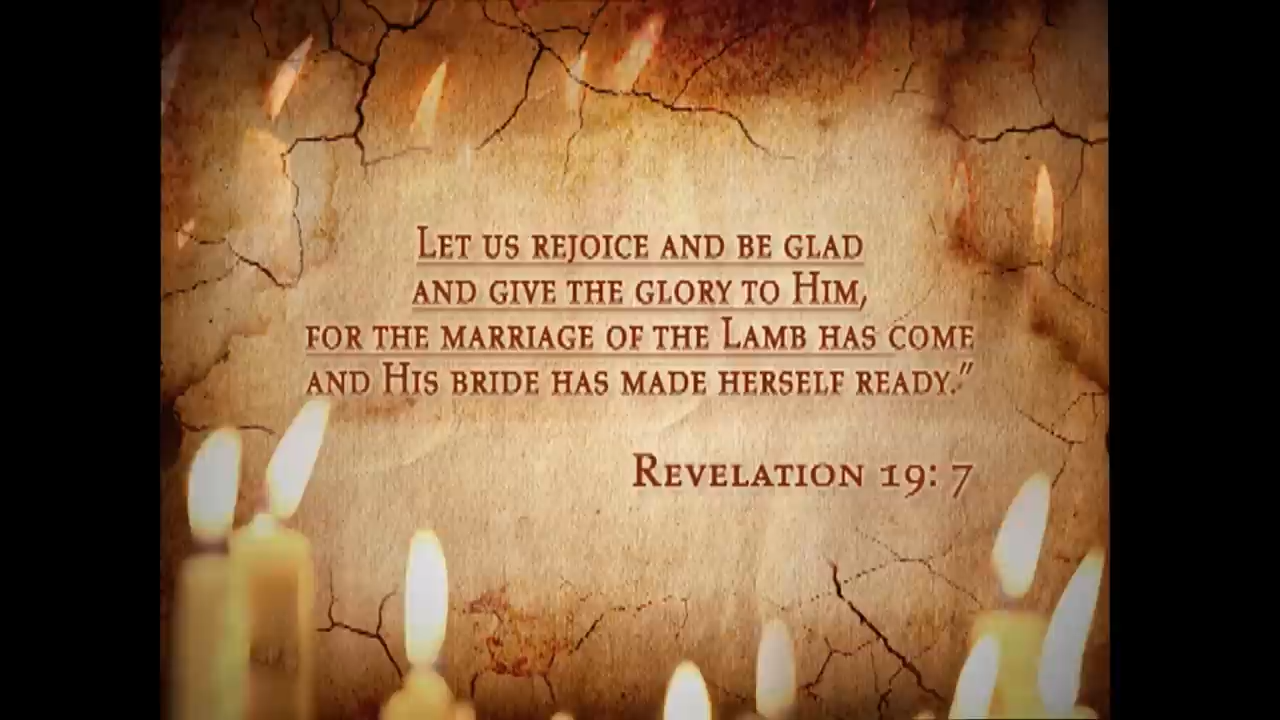 Let us rejoice and be glad
and give the glory to Him,
for the marriage of the Lamb has come
and His bride has made herself ready.”
Revelation 19: 7